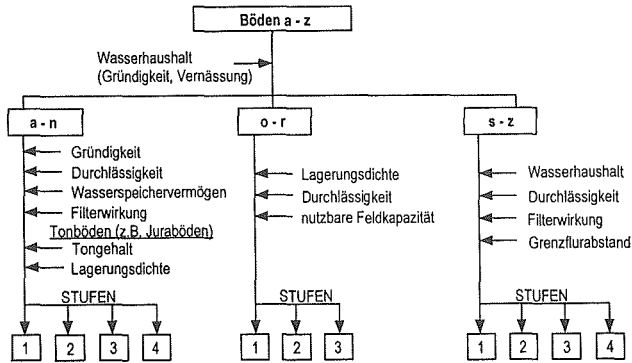 Böden a - z
Wasserhaushalt
(Gründigkeit, Vernässung)
a - n
Gründigkeit
Durchlässigkeit
Wasserspeichervermögen
Filterwirkung
Tonböden (z.B. Juraböden)
Tongehalt
Lagerungsdichte
STUFEN
1 2 3 4
o - r
Lagerungsdichte
Durchlässigkeit
nutzbare Feldkapazität
STUFEN
1 2 3
s - z
Wasserhaushalt
Durchlässigkeit
Filterwirkung
Grenzflurabstand
STUFEN
1 2 3 4